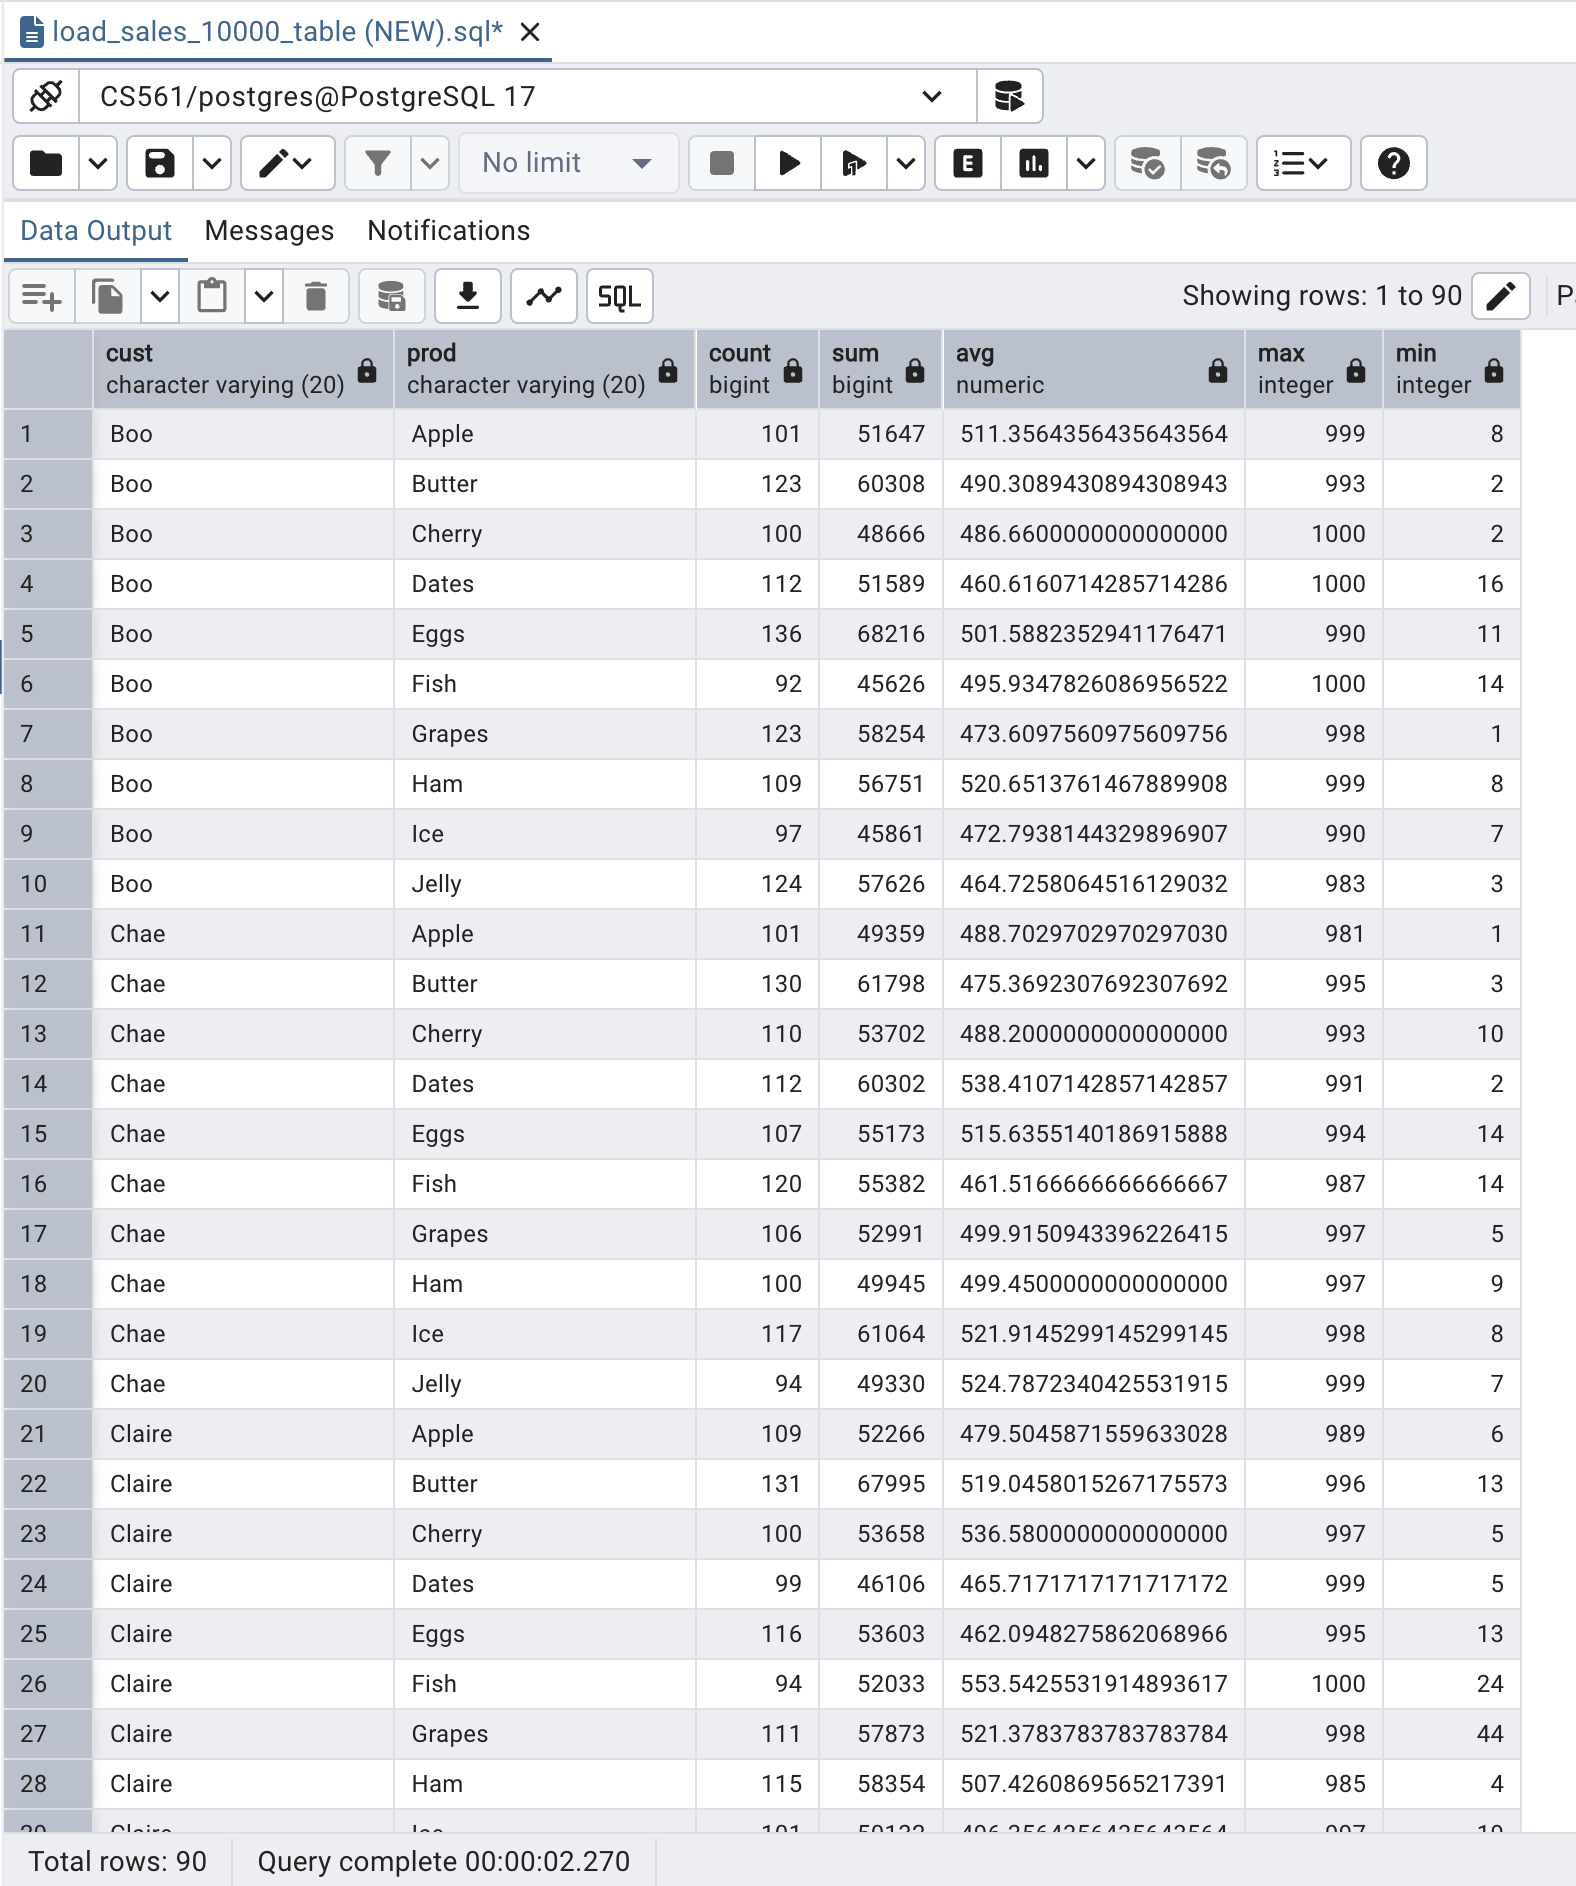 load_sales_10000_table (NEW).sql*
CS561/postgres@PostgreSQL 17
No limit
E
Data Output Messages Notifications
SQL Showing rows: 1 to 90
cust prod count sum avg max min
character varying (20) character varying (20) bigint bigint numeric integer integer
1 Boo Apple 101 51647 511.3564356435643564 999 8
2 Boo Butter 123 60308 490.3089430894308943 993 2
3 Boo Cherry 100 48666 486.6600000000000000 1000 2
4 Boo Dates 112 51589 460.6160714285714286 1000 16
5 Boo Eggs 136 68216 501.5882352941176471 990 11
6 Boo Fish 92 45626 495.9347826086956522 1000 14
7 Boo Grapes 123 58254 473.6097560975609756 998 1
8 Boo Ham 109 56751 520.6513761467889908 999 8
9 Boo Ice 97 45861 472.7938144329896907 990 7
10 Boo Jelly 124 57626 464.7258064516129032 983 3
11 Chae Apple 101 49359 488.7029702970297030 981 1
12 Chae Butter 130 61798 475.3692307692307692 995 3
13 Chae Cherry 110 53702 488.2000000000000000 993 10
14 Chae Dates 112 60302 538.4107142857142857 991 2
15 Chae Eggs 107 55173 515.6355140186915888 994 14
16 Chae Fish 120 55382 461.5166666666666667 987 14
17 Chae Grapes 106 52991 499.9150943396226415 997 5
18 Chae Ham 100 49945 499.4500000000000000 997 9
19 Chae Ice 117 61064 521.9145299145299145 998 8
20 Chae Jelly 94 49330 524.7872340425531915 999 7
21 Claire Apple 109 52266 479.5045871559633028 989 6
22 Claire Butter 131 67995 519.0458015267175573 996 13
23 Claire Cherry 100 53658 536.5800000000000000 997 5
24 Claire Dates 99 46106 465.7171717171717172 999 5
25 Claire Eggs 116 53603 462.0948275862068966 995 13
26 Claire Fish 94 52033 553.5425531914893617 1000 24
27 Claire Grapes 111 57873 521.3783783783783784 998 44
28 Claire Ham 115 58354 507.4260869565217391 985 4
29 Claire Ice
Total rows: 90 Query complete 00:00:02.270